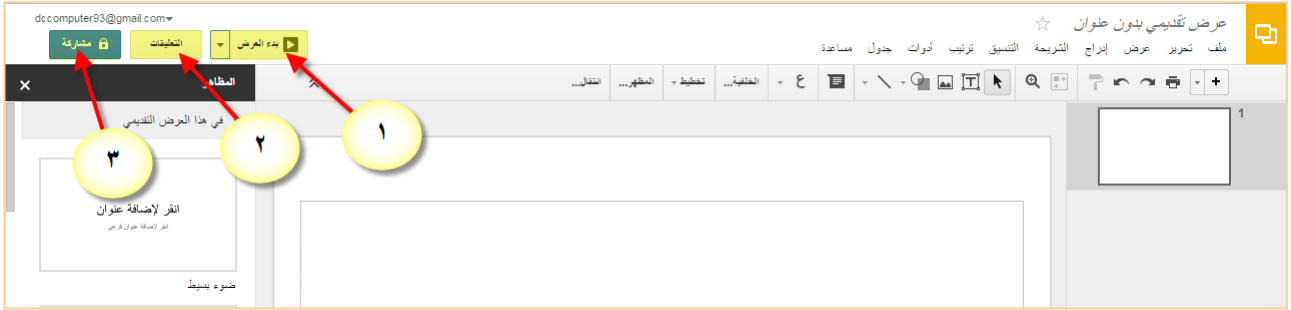 عرض تقديمي بدون عنوان
dccomputer93@gmail.com
ملف تحرير عرض إدراج الشريحة التنسيق ترتيب أدوات جدول مساعدة
بدء العرض
التعليقات
مشاركة
ع الخلفية... تخطيط المظهر... انتقال...
المظاهر
1
في هذا العرض التقديمي
١
٢
٣
انقر لإضافة عنوان
انقر لإضافة عنوان فرعي
ضوء بسيط